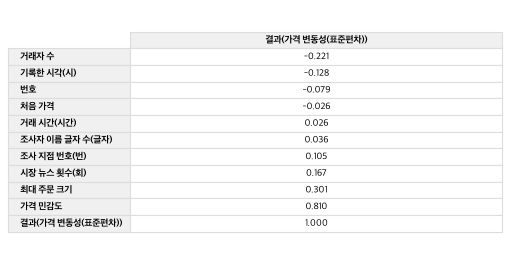 결과(가격 변동성(표준편차))
거래자 수 -0.221
기록한 시각(시) -0.128
번호 -0.079
처음 가격 -0.026
거래 시간(시간) 0.026
조사자 이름 글자 수(글자) 0.036
조사 지점 번호(번) 0.105
시장 뉴스 횟수(회) 0.167
최대 주문 크기 0.301
가격 민감도 0.810
결과(가격 변동성(표준편차)) 1.000